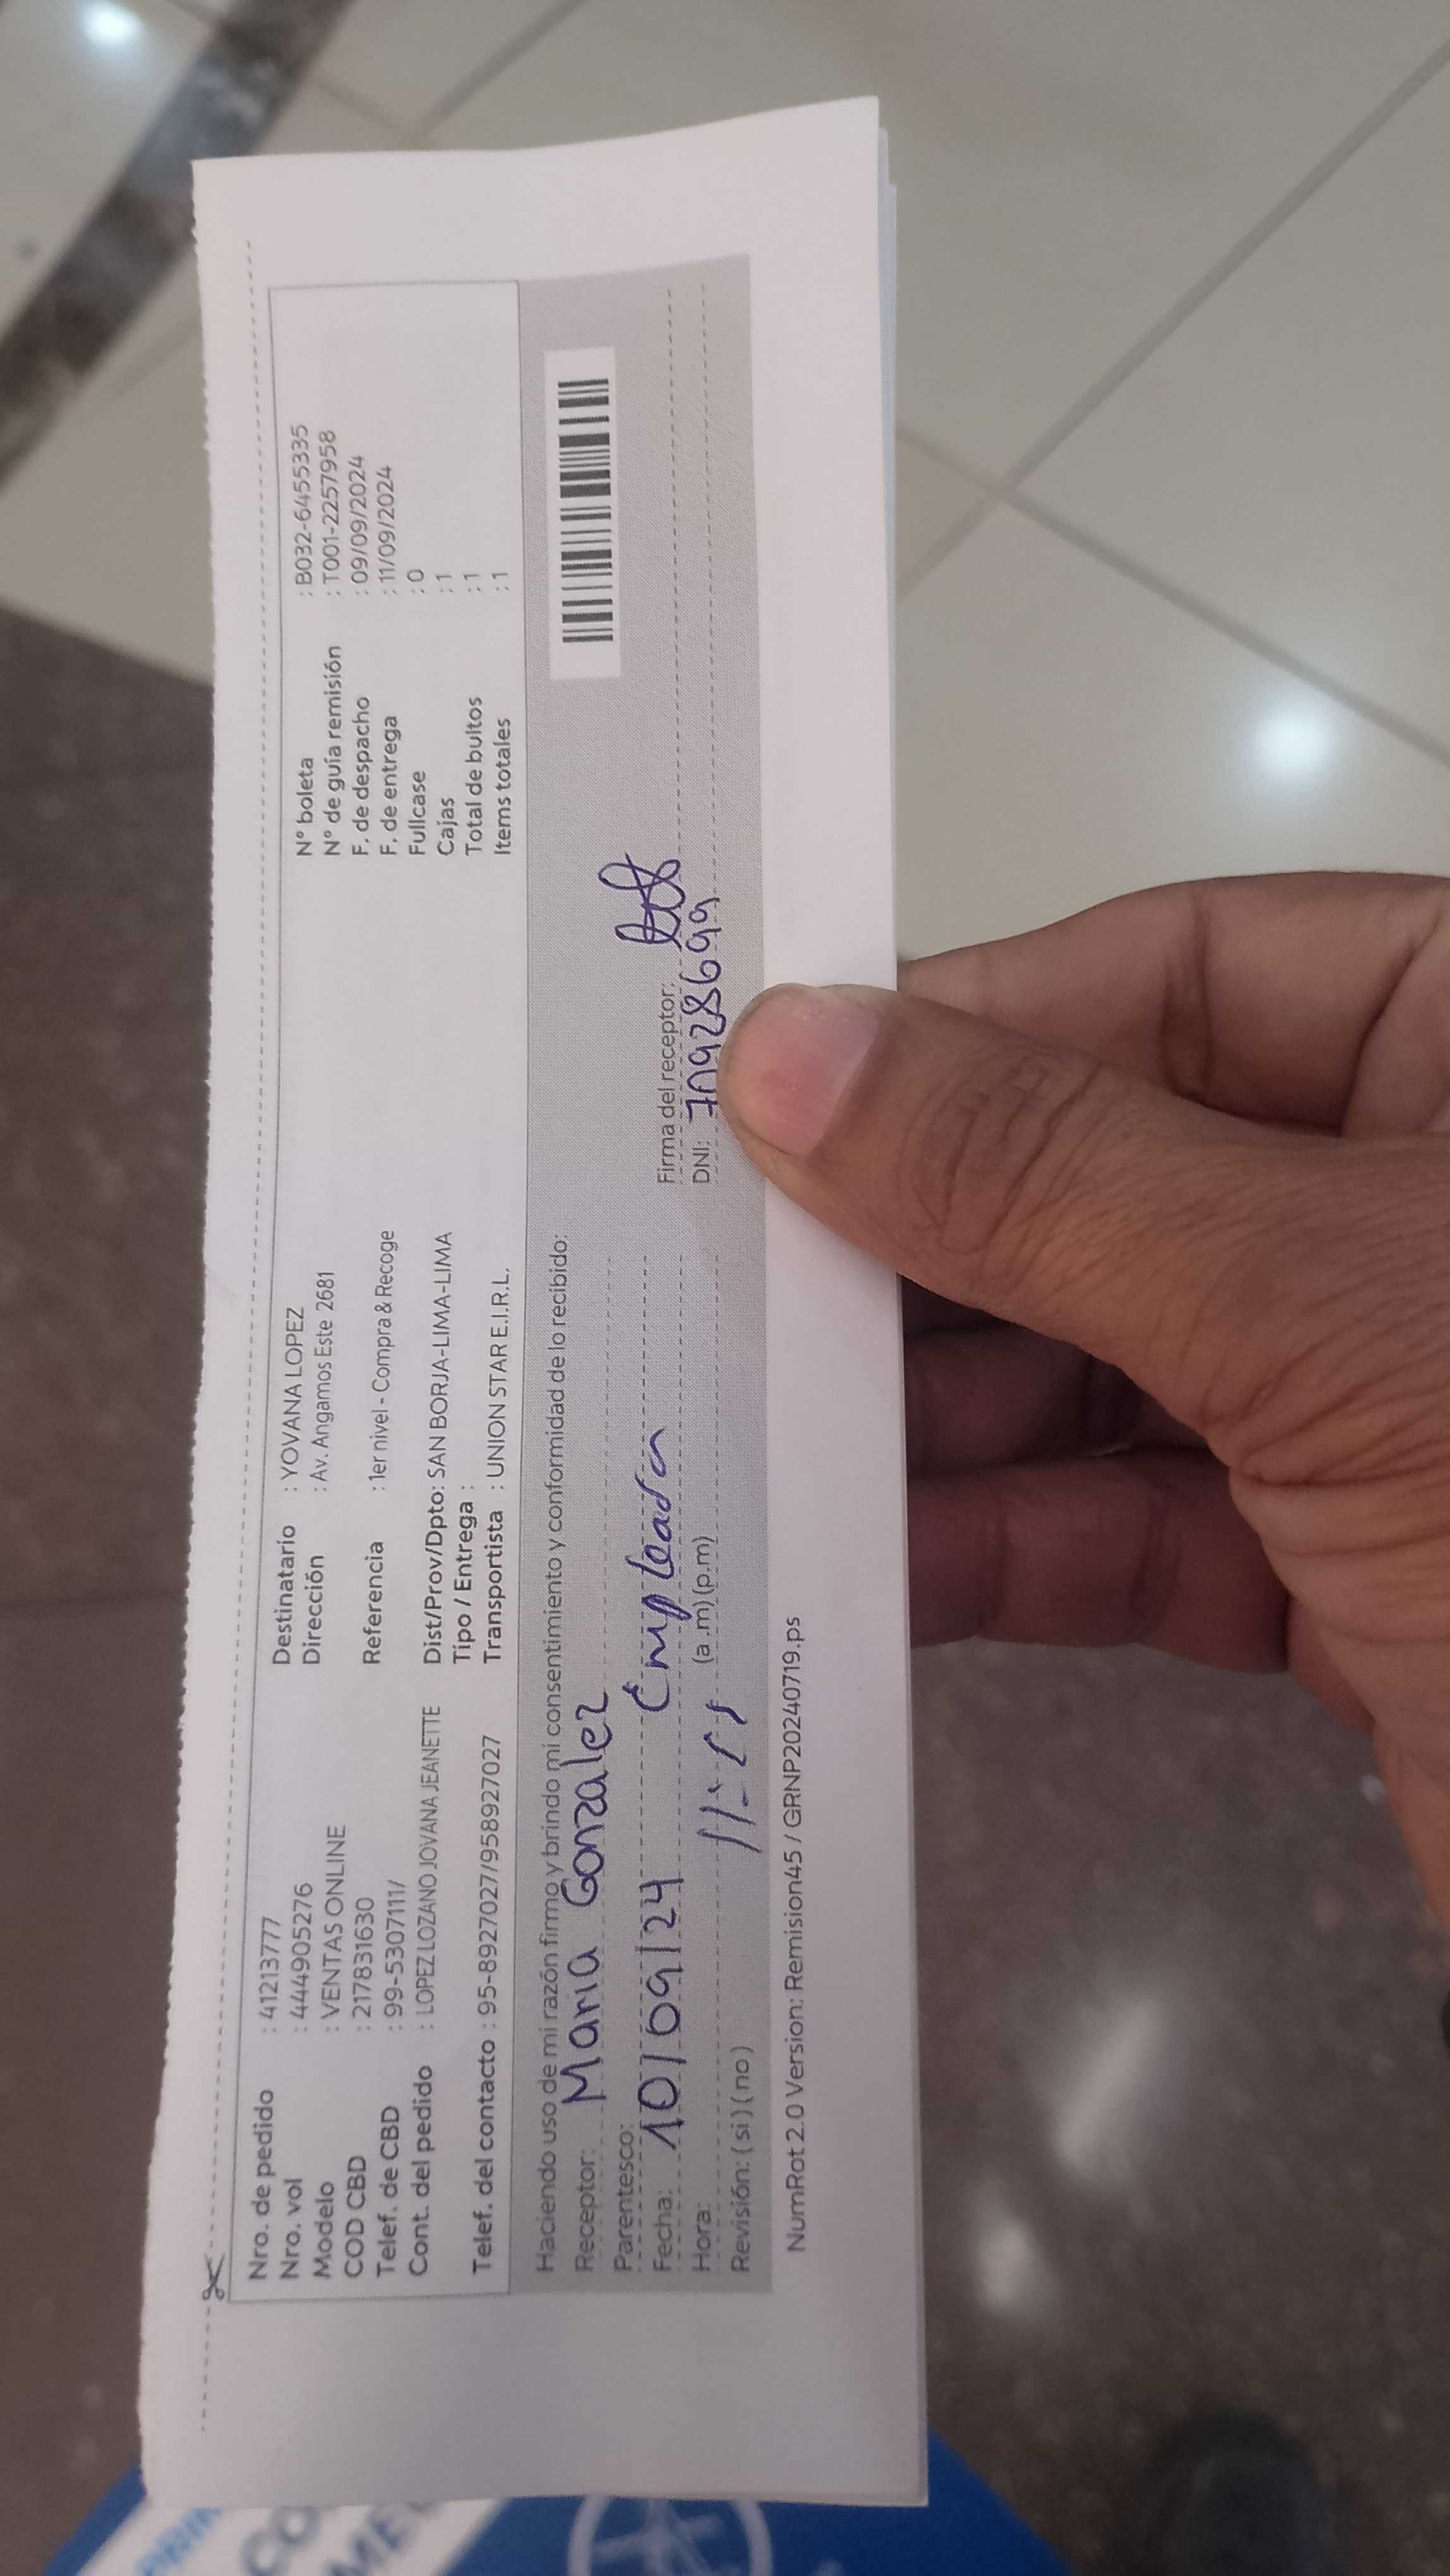 Nro. de pedido : 41213777
Nro. vol : 444905276
Modelo : VENTAS ONLINE
COD CBD : 217831630
Telef. de CBD : 99-5307111/
Cont. del pedido : LOPEZ LOZANO JOVANA JEANETTE
Telef. del contacto : 95-8927027/958927027
Destinatario : YOVANA LOPEZ
Dirección : Av. Angamos Este 2681
Referencia : 1er nivel - Compra & Recoge
Dist/Prov/Dpto: SAN BORJA-LIMA-LIMA
Tipo / Entrega :
Transportista : UNION STAR E.I.R.L.
N° boleta : B032-6455335
N° de guía remisión : T001-2257958
F. de despacho : 09/09/2024
F. de entrega : 11/09/2024
Fullcase : 0
Cajas : 1
Total de bultos : 1
Items totales : 1
Haciendo uso de mi razón firmo y brindo mi consentimiento y conformidad de lo recibido:
Receptor: Maria Gonzalez
Parentesco: Empleada
Fecha: 10/09/24
Hora: (a.m)(p.m)
Revisión: (si)(no)
Firma del receptor:
DNI: 70928699
NumRot 2.0 Version: Remision45 / GRNP20240719.ps